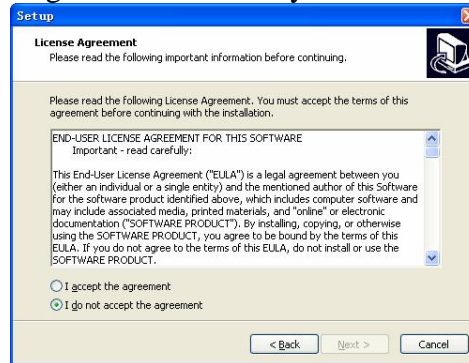 Setup
License Agreement
Please read the following important information before continuing.
Please read the following License Agreement. You must accept the terms of this
agreement before continuing with the installation.
END-USER LICENSE AGREEMENT FOR THIS SOFTWARE
Important - read carefully:
This End-User License Agreement ("EULA") is a legal agreement between you
(either an individual or a single entity) and the mentioned author of this Software
for the software product identified above, which includes computer software and
may include associated media, printed materials, and "online" or electronic
documentation ("SOFTWARE PRODUCT"). By installing, copying, or otherwise
using the SOFTWARE PRODUCT, you agree to be bound by the terms of this
EULA. If you do not agree to the terms of this EULA, do not install or use the
SOFTWARE PRODUCT.
I accept the agreement
I do not accept the agreement
< Back
Next >
Cancel